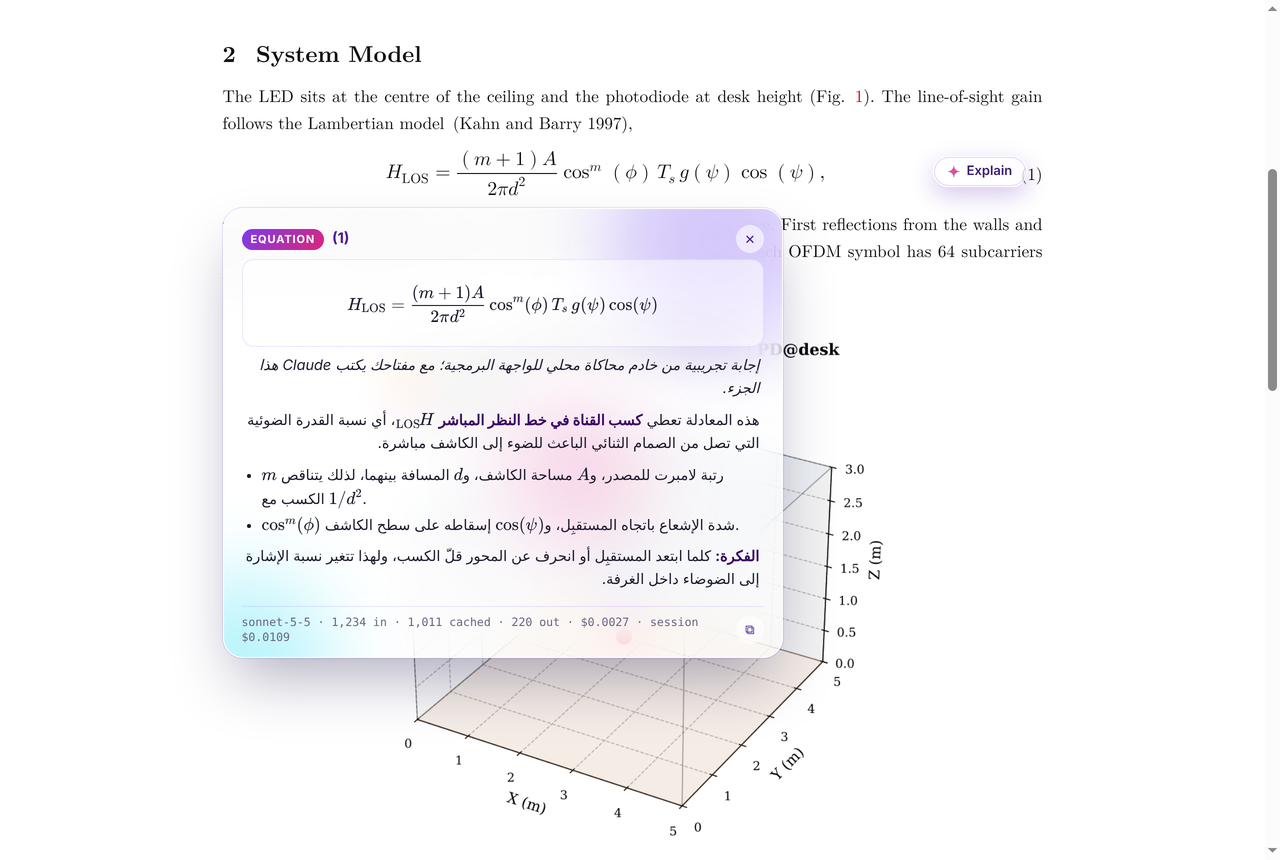 2 System Model
The LED sits at the centre of the ceiling and the photodiode at desk height (Fig. 1). The line-of-sight gain
follows the Lambertian model (Kahn and Barry 1997),
H_LOS = (m + 1) A / 2πd² cos^m (ϕ) T_s g(ψ) cos (ψ),
Explain
(1)
First reflections from the walls and
OFDM symbol has 64 subcarriers
EQUATION (1)
×
H_LOS = (m + 1)A / 2πd² cos^m(ϕ) T_s g(ψ) cos(ψ)
إجابة تجريبية من خادم محاكاة محلي للواجهة البرمجية؛ مع مفتاحك يكتب Claude هذا
الجزء.
هذه المعادلة تعطي كسب القناة في خط النظر المباشر H_LOS، أي نسبة القدرة الضوئية
التي تصل من الصمام الثنائي الباعث للضوء إلى الكاشف مباشرة.
• m رتبة لامبرت للمصدر، وA مساحة الكاشف، وd المسافة بينهما، لذلك يتناقص
الكسب مع 1/d².
• cos^m(ϕ) شدة الإشعاع باتجاه المستقبِل، وcos(ψ) إسقاطه على سطح الكاشف.
الفكرة: كلما ابتعد المستقبِل أو انحرف عن المحور قلّ الكسب، ولهذا تتغير نسبة الإشارة
إلى الضوضاء داخل الغرفة.
sonnet-5-5 · 1,234 in · 1,011 cached · 220 out · $0.0027 · session
$0.0109
PD@desk
3.0
2.5
2.0
1.5
1.0
0.5
0.0
Z (m)
5
4
3
2
1
0
Y (m)
0
1
2
3
4
5
X (m)